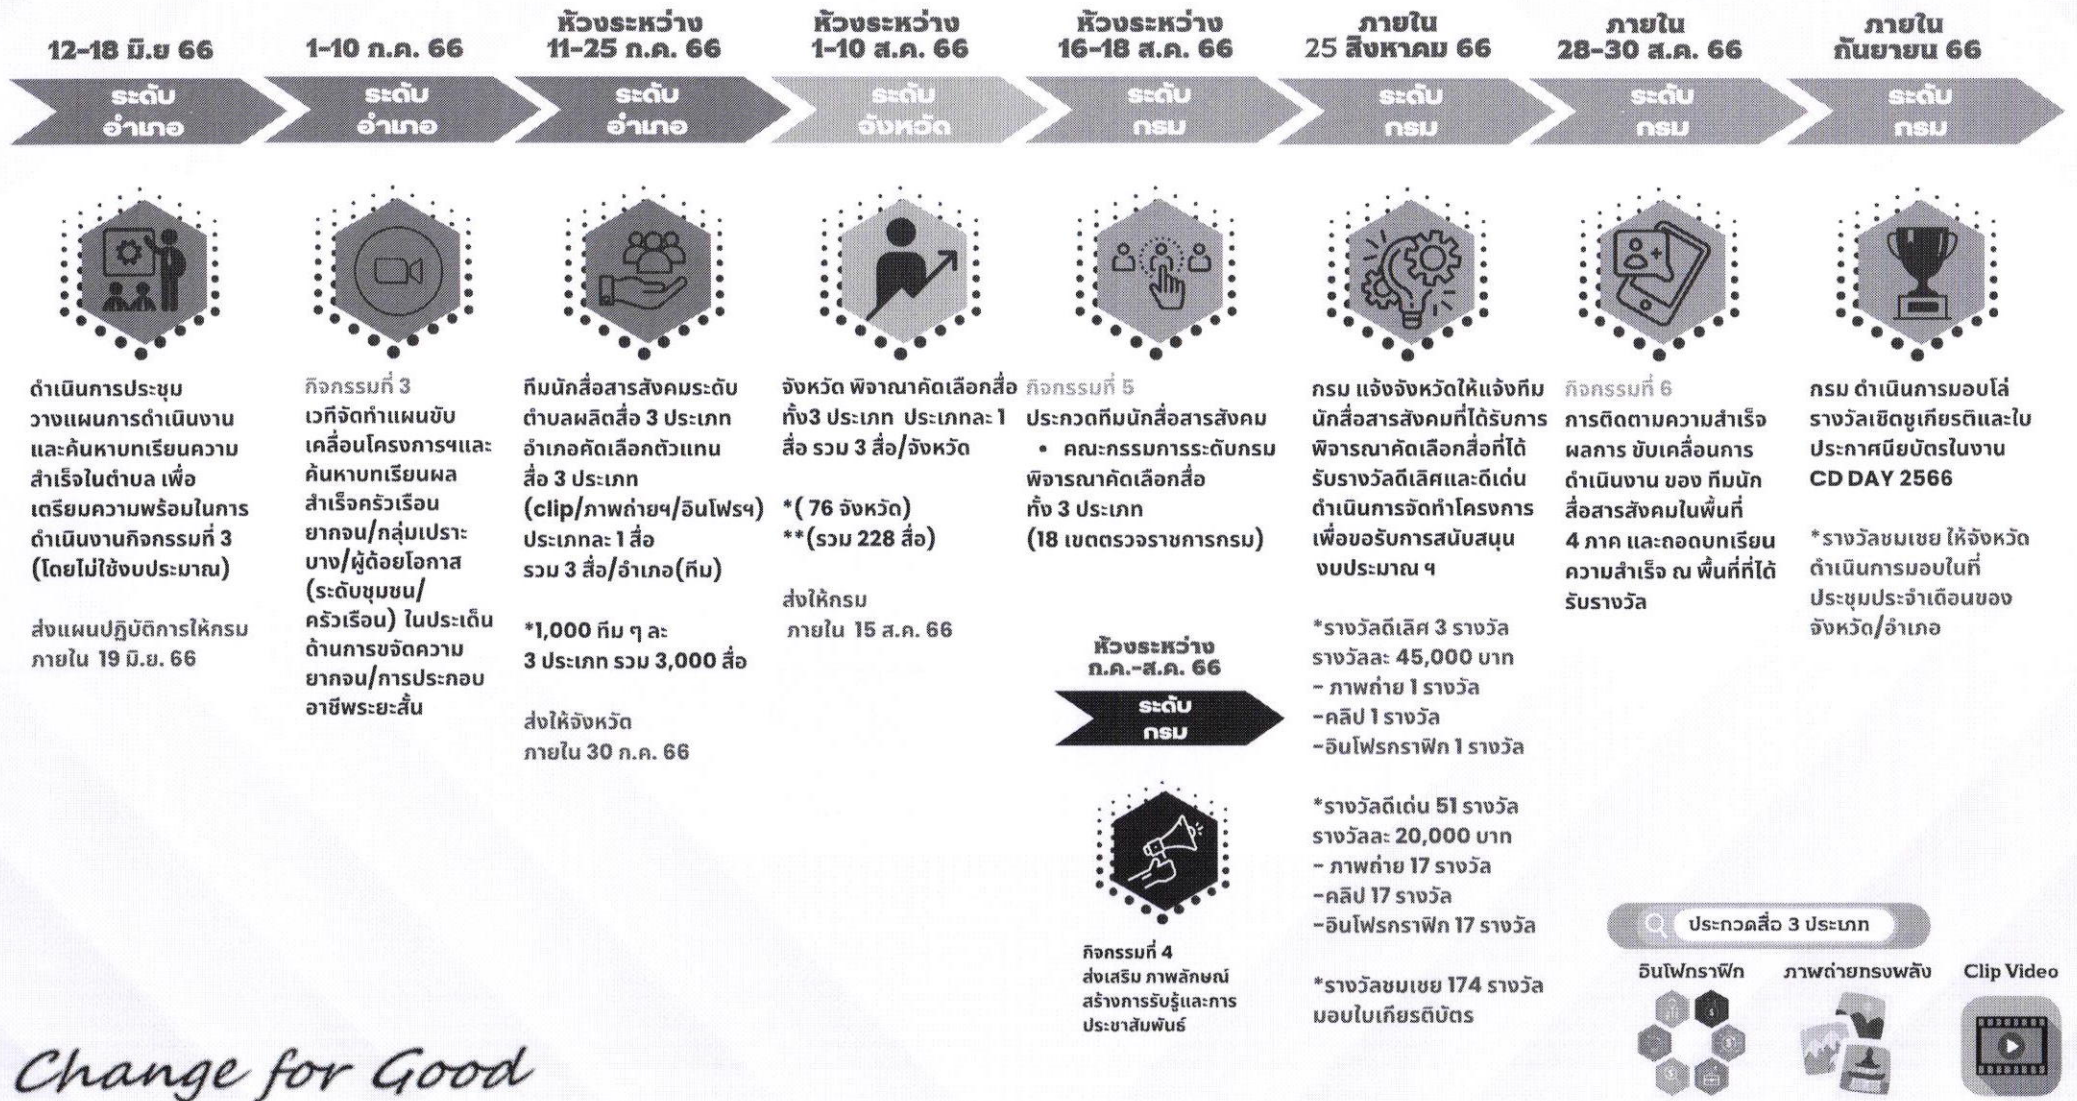 12-18 มิ.ย 66
ระดับ
อำเภอ
ดำเนินการประชุม
วางแผนการดำเนินงาน
และค้นหาบทเรียนความ
สำเร็จในตำบล เพื่อ
เตรียมความพร้อมในการ
ดำเนินงานกิจกรรมที่ 3
(โดยไม่ใช้งบประมาณ)
ส่งแผนปฏิบัติการให้กรม
ภายใน 19 มิ.ย. 66
1-10 ก.ค. 66
ระดับ
อำเภอ
กิจกรรมที่ 3
เวทีจัดทำแผนขับ
เคลื่อนโครงการฯและ
ค้นหาบทเรียนผล
สำเร็จครัวเรือน
ยากจน/กลุ่มเปราะ
บาง/ผู้ด้อยโอกาส
(ระดับชุมชน/
ครัวเรือน) ในประเด็น
ด้านการขจัดความ
ยากจน/การประกอบ
อาชีพระยะสั้น
ห้วงระหว่าง
11-25 ก.ค. 66
ระดับ
อำเภอ
ทีมนักสื่อสารสังคมระดับ
ตำบลผลิตสื่อ 3 ประเภท
อำเภอคัดเลือกตัวแทน
สื่อ 3 ประเภท
(clip/ภาพถ่ายฯ/อินโฟรฯ)
ประเภทละ 1 สื่อ
รวม 3 สื่อ/อำเภอ(ทีม)
*1,000 ทีม ๆ ละ
3 ประเภท รวม 3,000 สื่อ
ส่งให้จังหวัด
ภายใน 30 ก.ค. 66
ห้วงระหว่าง
1-10 ส.ค. 66
ระดับ
จังหวัด
จังหวัด พิจาณาคัดเลือกสื่อ
ทั้ง3 ประเภท ประเภทละ 1
สื่อ รวม 3 สื่อ/จังหวัด
*( 76 จังหวัด)
**(รวม 228 สื่อ)
ส่งให้กรม
ภายใน 15 ส.ค. 66
ห้วงระหว่าง
16-18 ส.ค. 66
ระดับ
กรม
กิจกรรมที่ 5
ประกวดทีมนักสื่อสารสังคม
• คณะกรรมการระดับกรม
พิจารณาคัดเลือกสื่อ
ทั้ง 3 ประเภท
(18 เขตตรวจราชการกรม)
ห้วงระหว่าง
ก.ค.-ส.ค. 66
ระดับ
กรม
กิจกรรมที่ 4
ส่งเสริม ภาพลักษณ์
สร้างการรับรู้และการ
ประชาสัมพันธ์
ภายใน
25 สิงหาคม 66
ระดับ
กรม
กรม แจ้งจังหวัดให้แจ้งทีม
นักสื่อสารสังคมที่ได้รับการ
พิจารณาคัดเลือกสื่อที่ได้
รับรางวัลดีเลิศและดีเด่น
ดำเนินการจัดทำโครงการ
เพื่อขอรับการสนับสนุน
งบประมาณ ฯ
*รางวัลดีเลิศ 3 รางวัล
รางวัลละ 45,000 บาท
- ภาพถ่าย 1 รางวัล
-คลิป 1 รางวัล
-อินโฟรกราฟิก 1 รางวัล
*รางวัลดีเด่น 51 รางวัล
รางวัลละ 20,000 บาท
- ภาพถ่าย 17 รางวัล
-คลิป 17 รางวัล
-อินโฟรกราฟิก 17 รางวัล
*รางวัลชมเชย 174 รางวัล
มอบใบเกียรติบัตร
ภายใน
28-30 ส.ค. 66
ระดับ
กรม
กิจกรรมที่ 6
การติดตามความสำเร็จ
ผลการ ขับเคลื่อนการ
ดำเนินงาน ของ ทีมนัก
สื่อสารสังคมในพื้นที่
4 ภาค และถอดบทเรียน
ความสำเร็จ ณ พื้นที่ที่ได้
รับรางวัล
ภายใน
กันยายน 66
ระดับ
กรม
กรม ดำเนินการมอบโล่
รางวัลเชิดชูเกียรติและใบ
ประกาศนียบัตรในงาน
CD DAY 2566
*รางวัลชมเชย ให้จังหวัด
ดำเนินการมอบในที่
ประชุมประจำเดือนของ
จังหวัด/อำเภอ
ประกวดสื่อ 3 ประเภท
อินโฟกราฟิก
ภาพถ่ายทรงพลัง
Clip Video
Change for Good